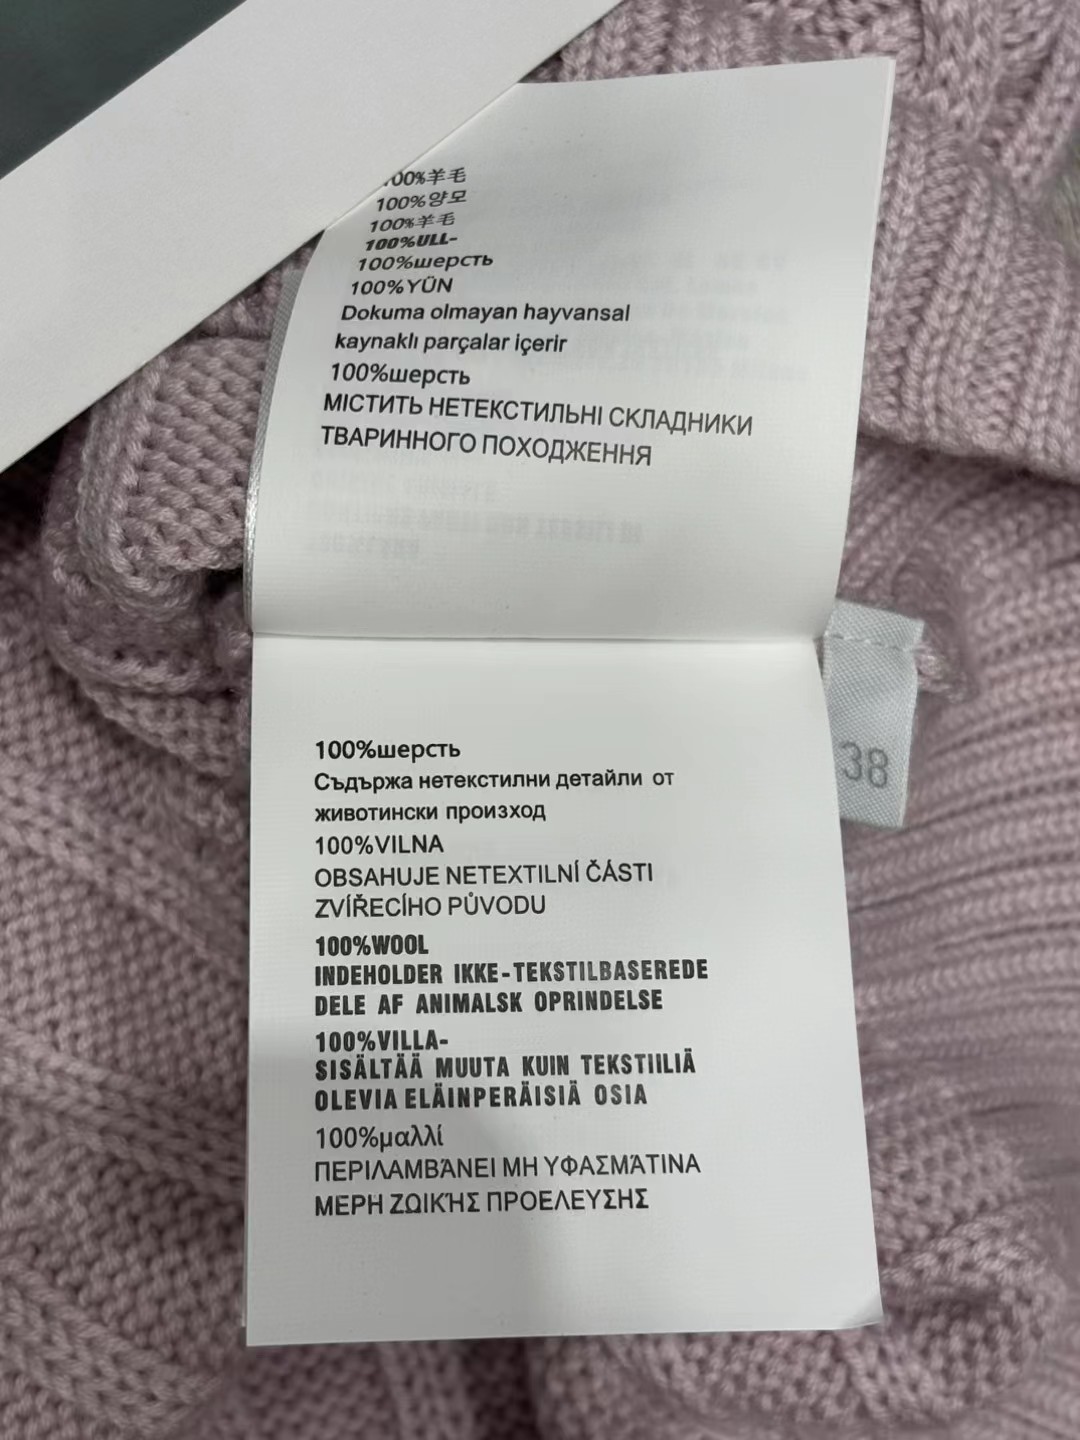 100%羊毛
100%양모
100%羊毛
100%ULL-
100%шерсть
100%YÜN
Dokuma olmayan hayvansal
kaynaklı parçalar içerir
100%шерсть
МІСТИТЬ НЕТЕКСТИЛЬНІ СКЛАДНИКИ
ТВАРИННОГО ПОХОДЖЕННЯ
100%шерсть
Съдържа нетекстилни детайли от
животински произход
100%VILNA
OBSAHUJE NETEXTILNÍ ČÁSTI
ZVÍŘECÍHO PŮVODU
100%WOOL
INDEHOLDER IKKE-TEKSTILBASEREDE
DELE AF ANIMALSK OPRINDELSE
100%VILLA-
SISÄLTÄÄ MUUTA KUIN TEKSTIILIÄ
OLEVIA ELÄINPERÄISIÄ OSIA
100%μαλλί
ΠΕΡΙΛΑΜΒΆΝΕΙ ΜΗ ΥΦΑΣΜΆΤΙΝΑ
ΜΕΡΗ ΖΩΙΚΉΣ ΠΡΟΕΛΕΥΣΗΣ
38